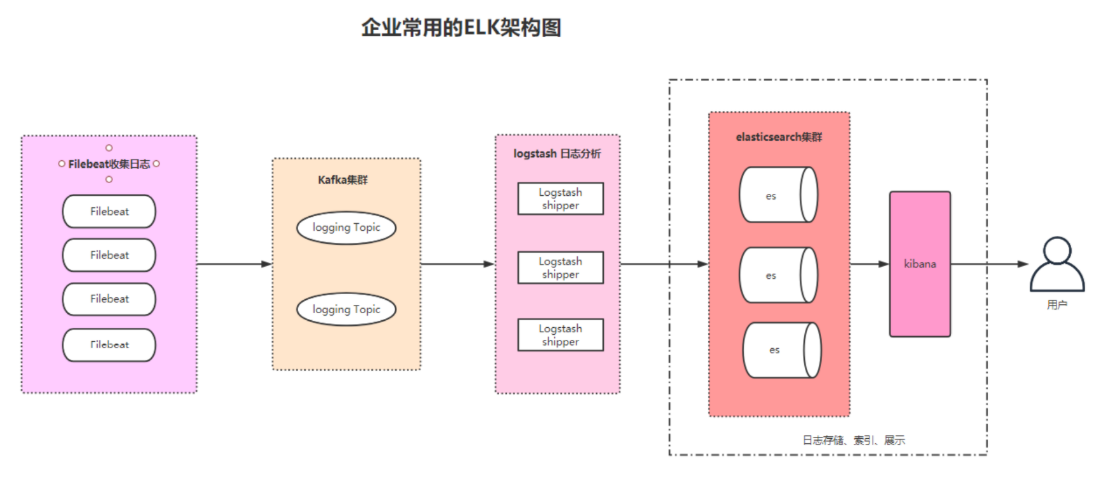 企业常用的ELK架构图
Filebeat收集日志
Filebeat
Filebeat
Filebeat
Filebeat
Kafka集群
logging Topic
logging Topic
logstash 日志分析
Logstash
shipper
Logstash
shipper
Logstash
shipper
elasticsearch集群
es
es
es
kibana
用户
日志存储、索引、展示